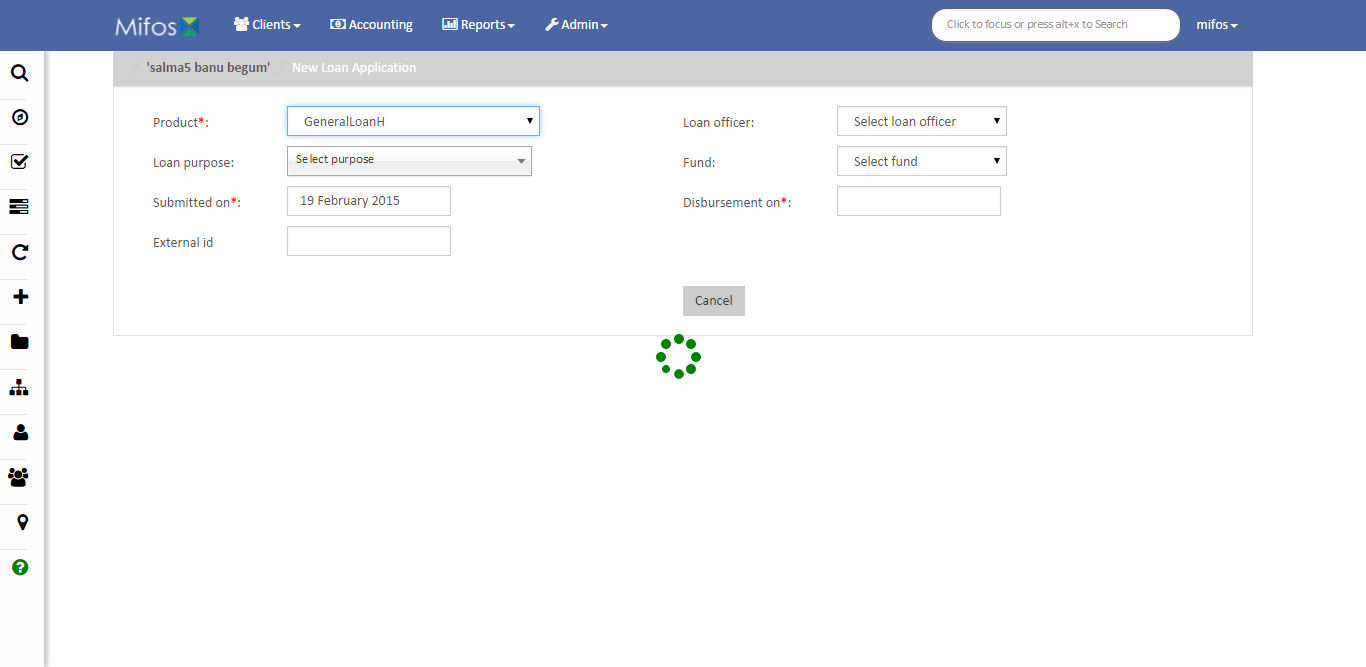 Mifos Clients Accounting Reports Admin Click to focus or press alt+x to Search mifos
/ 'salma5 banu begum' / New Loan Application
Product*: GeneralLoanH Loan officer: Select loan officer
Loan purpose: Select purpose Fund: Select fund
Submitted on*: 19 February 2015 Disbursement on*:
External id
Cancel